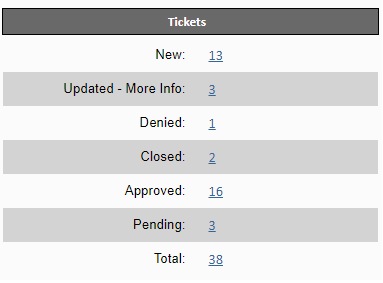 Tickets
New: 13
Updated - More Info: 3
Denied: 1
Closed: 2
Approved: 16
Pending: 3
Total: 38